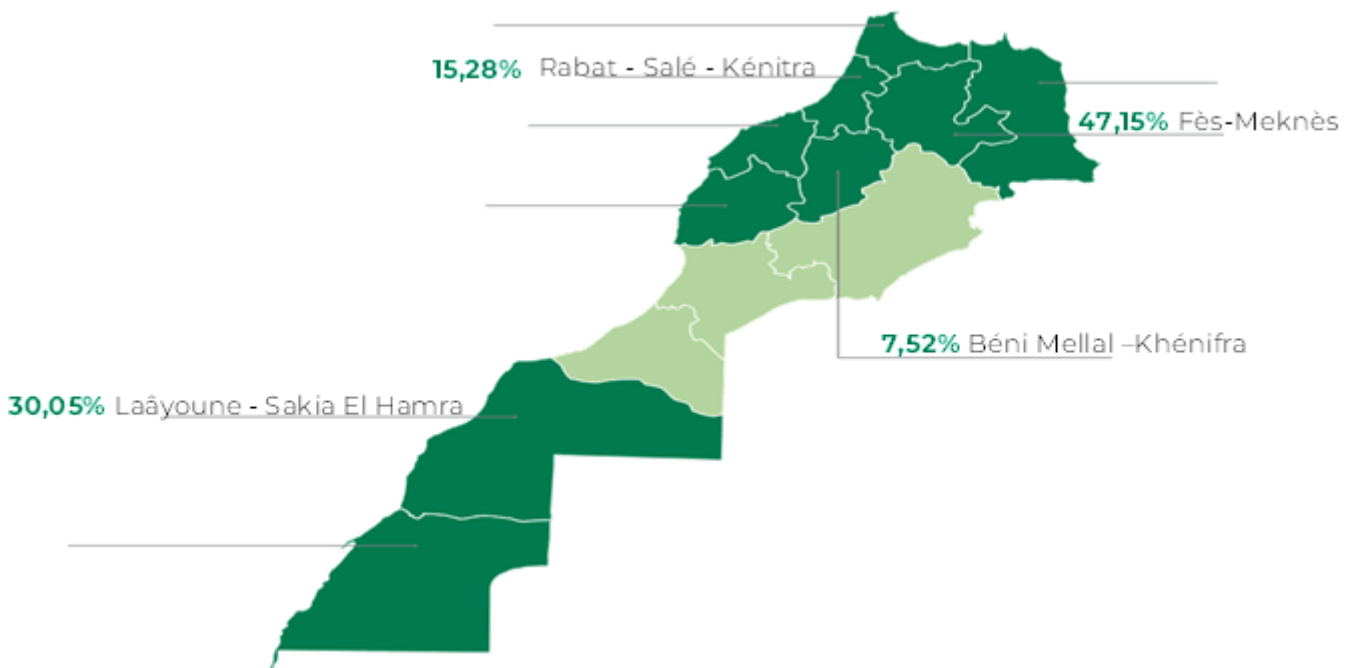 15,28% Rabat - Salé - Kénitra
47,15% Fès-Meknès
7,52% Béni Mellal –Khénifra
30,05% Laâyoune - Sakia El Hamra